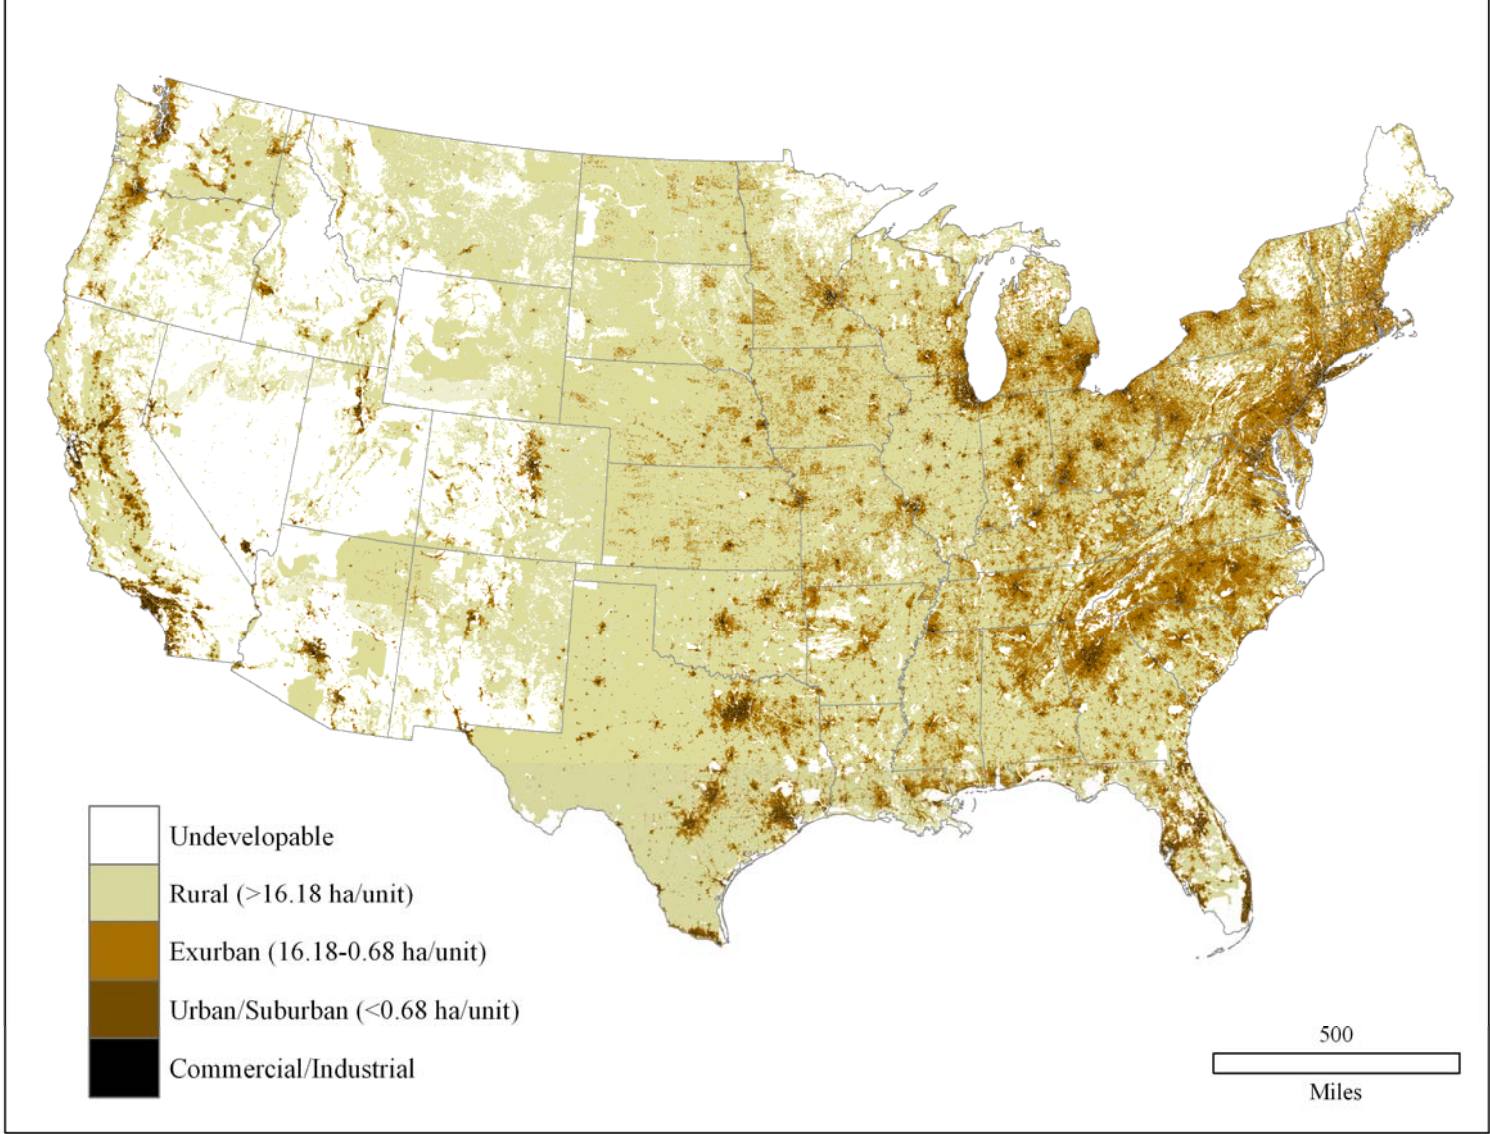 Undevelopable
Rural (>16.18 ha/unit)
Exurban (16.18-0.68 ha/unit)
Urban/Suburban (<0.68 ha/unit)
Commercial/Industrial
500
Miles